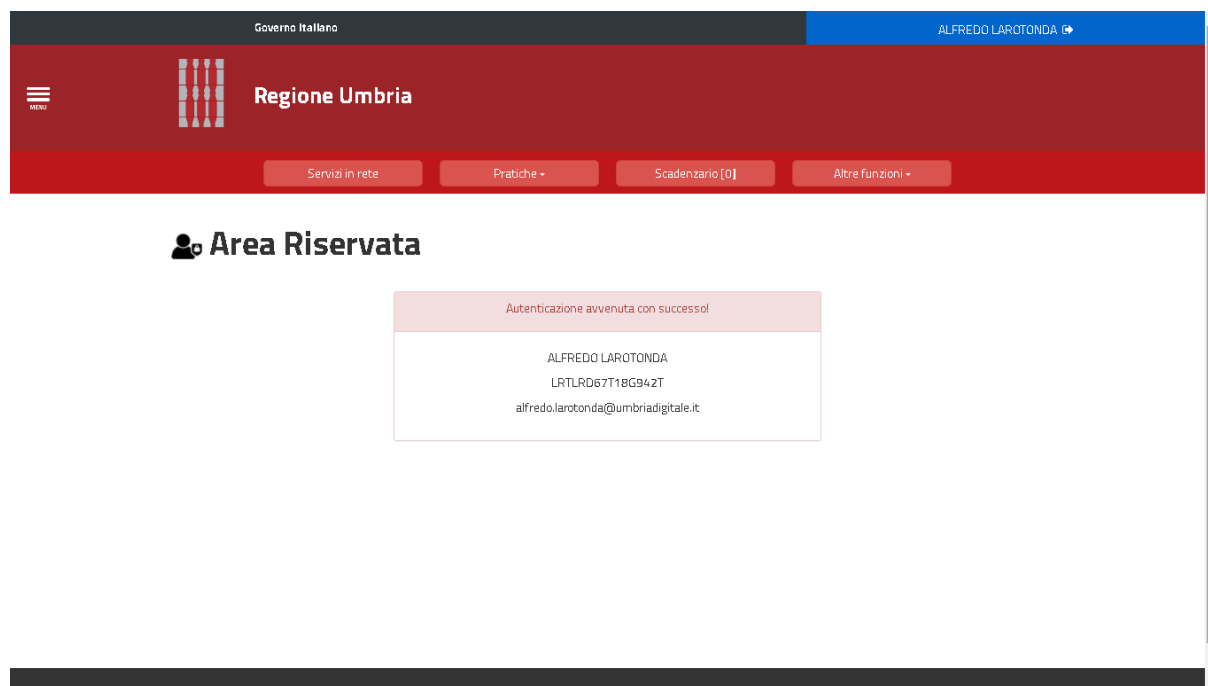 Governo Italiano
ALFREDO LAROTONDA
MENU
Regione Umbria
Servizi in rete
Pratiche
Scadenzario [0]
Altre funzioni
Area Riservata
Autenticazione avvenuta con successo!
ALFREDO LAROTONDA
LRTLRD67T18G942T
alfredo.larotonda@umbriadigitale.it